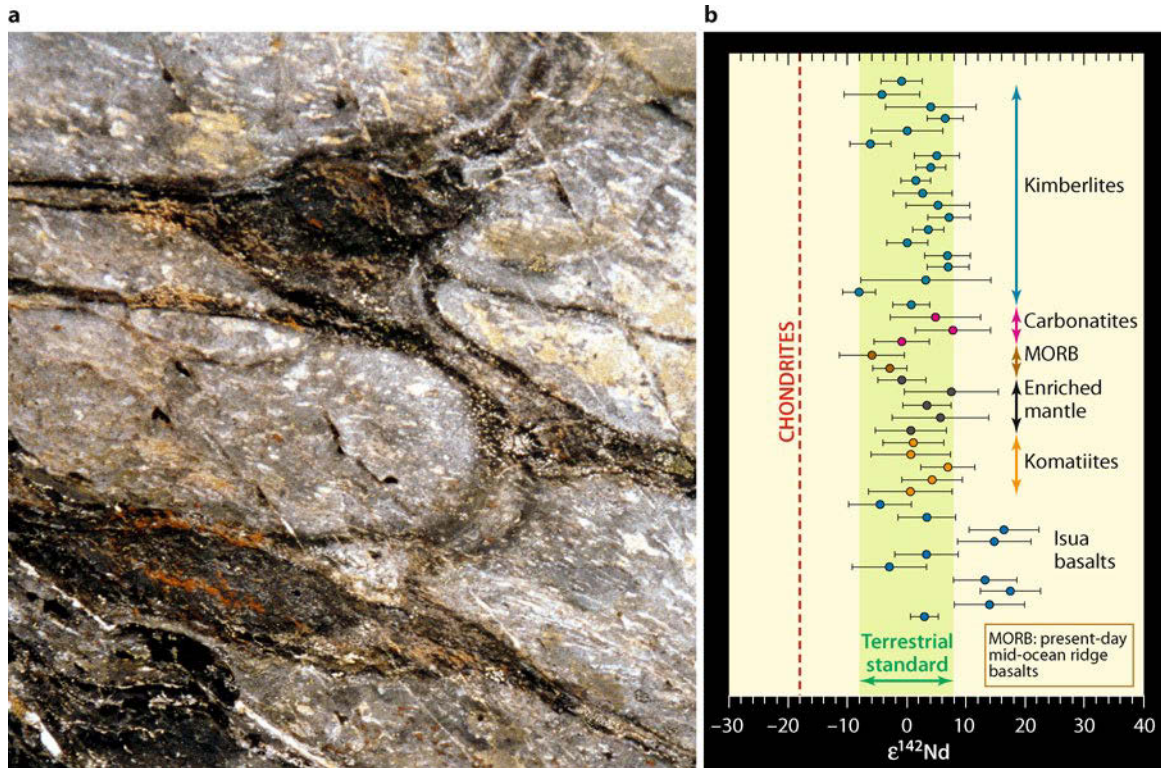 a
b
Kimberlites
Carbonatites
MORB
Enriched
mantle
Komatiites
Isua
basalts
CHONDRITES
Terrestrial
standard
MORB: present-day
mid-ocean ridge
basalts
−30 −20 −10 0 10 20 30 40
ε¹⁴²Nd